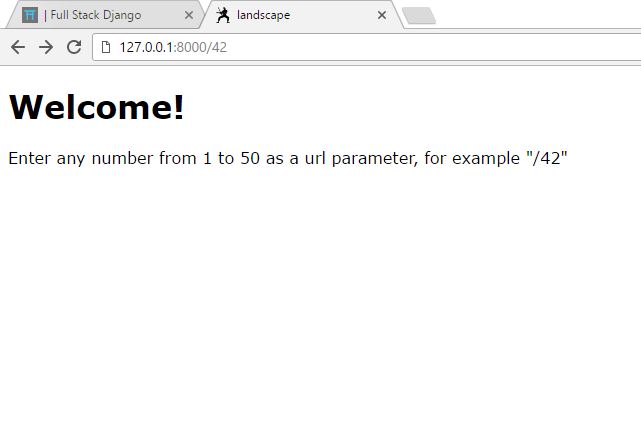 | Full Stack Django
landscape
127.0.0.1:8000/42
Welcome!
Enter any number from 1 to 50 as a url parameter, for example "/42"